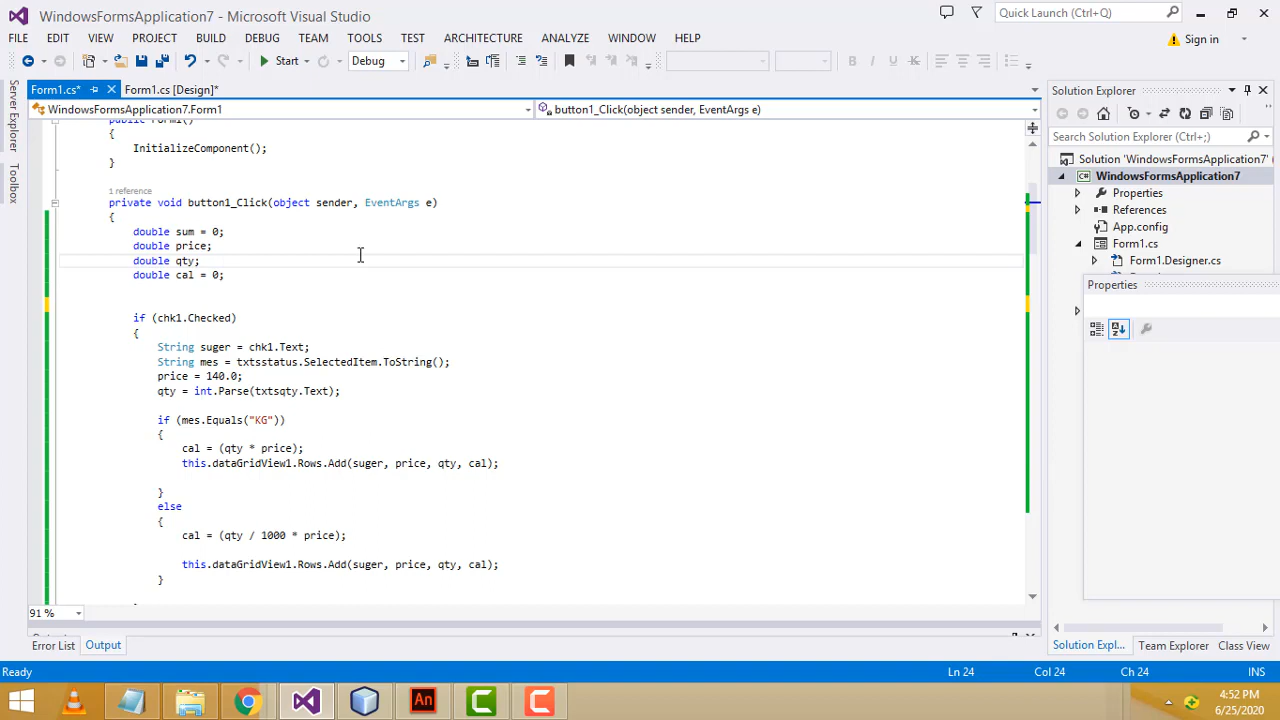 WindowsFormsApplication7 - Microsoft Visual Studio
Quick Launch (Ctrl+Q)
FILE EDIT VIEW PROJECT BUILD DEBUG TEAM TOOLS TEST ARCHITECTURE ANALYZE WINDOW HELP
Sign in
Start Debug
Form1.cs* Form1.cs [Design]*
Solution Explorer
WindowsFormsApplication7.Form1 button1_Click(object sender, EventArgs e)
Search Solution Explorer (Ctrl+;)
Solution 'WindowsFormsApplication7'
WindowsFormsApplication7
Properties
References
App.config
Form1.cs
Form1.Designer.cs
Properties
Server Explorer
Toolbox
public Form1()
{
InitializeComponent();
}
1 reference
private void button1_Click(object sender, EventArgs e)
{
double sum = 0;
double price;
double qty;
double cal = 0;
if (chk1.Checked)
{
String suger = chk1.Text;
String mes = txtsstatus.SelectedItem.ToString();
price = 140.0;
qty = int.Parse(txtsqty.Text);
if (mes.Equals("KG"))
{
cal = (qty * price);
this.dataGridView1.Rows.Add(suger, price, qty, cal);
}
else
{
cal = (qty / 1000 * price);
this.dataGridView1.Rows.Add(suger, price, qty, cal);
}
91 %
Error List Output
Solution Expl... Team Explorer Class View
Ready Ln 24 Col 24 Ch 24 INS
An
4:52 PM
6/25/2020